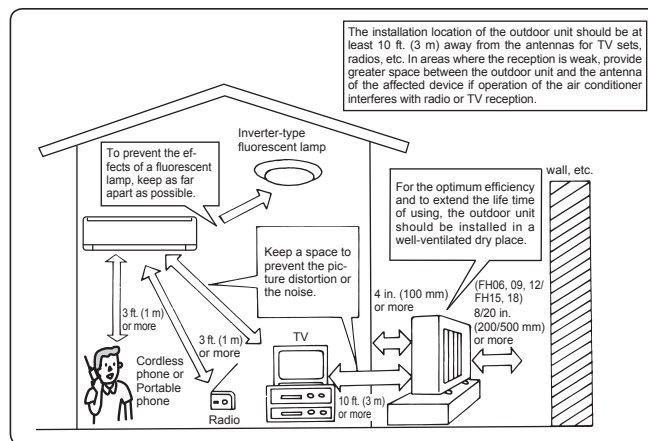 The installation location of the outdoor unit should be at
least 10 ft. (3 m) away from the antennas for TV sets,
radios, etc. In areas where the reception is weak, provide
greater space between the outdoor unit and the antenna
of the affected device if operation of the air conditioner
interferes with radio or TV reception.
Inverter-type
fluorescent lamp
To prevent the ef-
fects of a fluorescent
lamp, keep as far
apart as possible.
wall, etc.
For the optimum efficiency
and to extend the life time
of using, the outdoor unit
should be installed in a
well-ventilated dry place.
Keep a space to
prevent the pic-
ture distortion or
the noise.
4 in. (100 mm)
or more
(FH06, 09, 12/
FH15, 18)
8/20 in.
(200/500 mm)
or more
3 ft. (1 m)
or more
3 ft. (1 m)
or more
TV
Cordless
phone or
Portable
phone
Radio
10 ft. (3 m)
or more